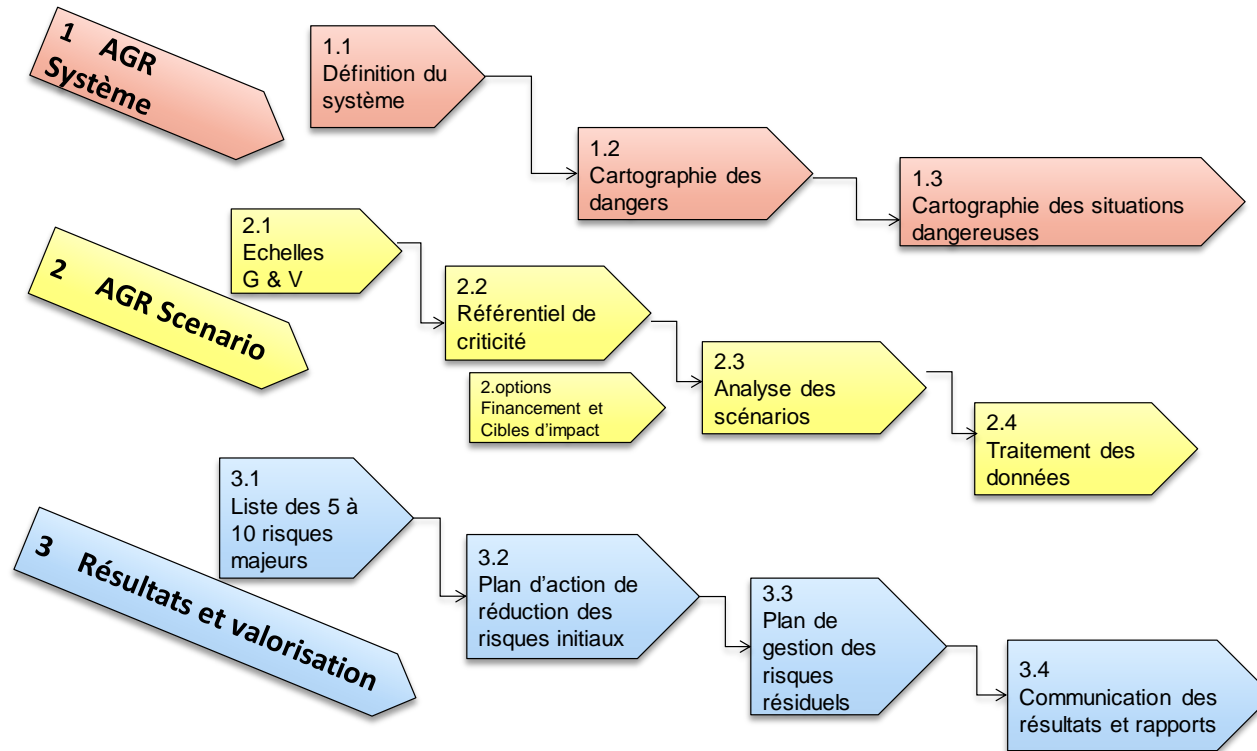 1 AGR
Système
1.1
Définition du
système
1.2
Cartographie des
dangers
1.3
Cartographie des situations
dangereuses
2 AGR Scenario
2.1
Echelles
G & V
2.2
Référentiel de
criticité
2.options
Financement et
Cibles d'impact
2.3
Analyse des
scénarios
2.4
Traitement des
données
3 Résultats et valorisation
3.1
Liste des 5 à
10 risques
majeurs
3.2
Plan d'action de
réduction des
risques initiaux
3.3
Plan de
gestion des
risques
résiduels
3.4
Communication des
résultats et rapports